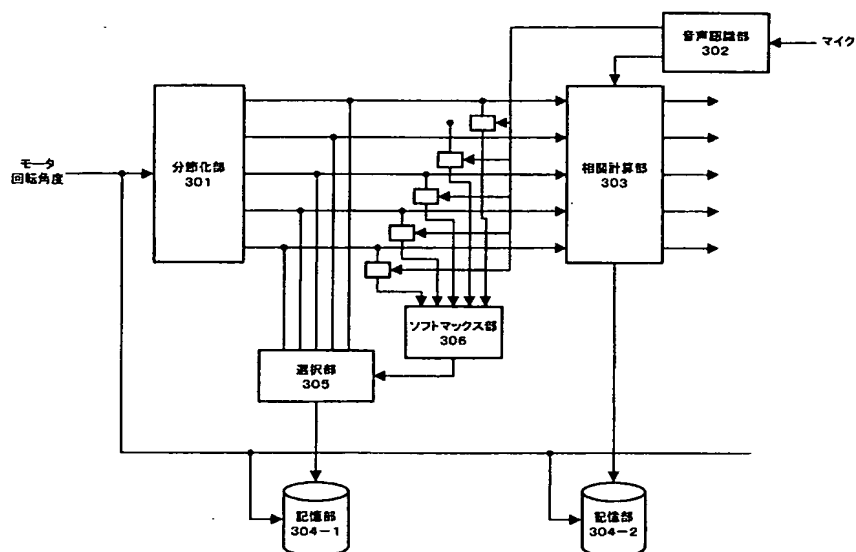 音声認識部
302
マイク
分節化部
301
モータ
回転角度
相関計算部
303
ソフトマックス部
306
選択部
305
記憶部
304-1
記憶部
304-2